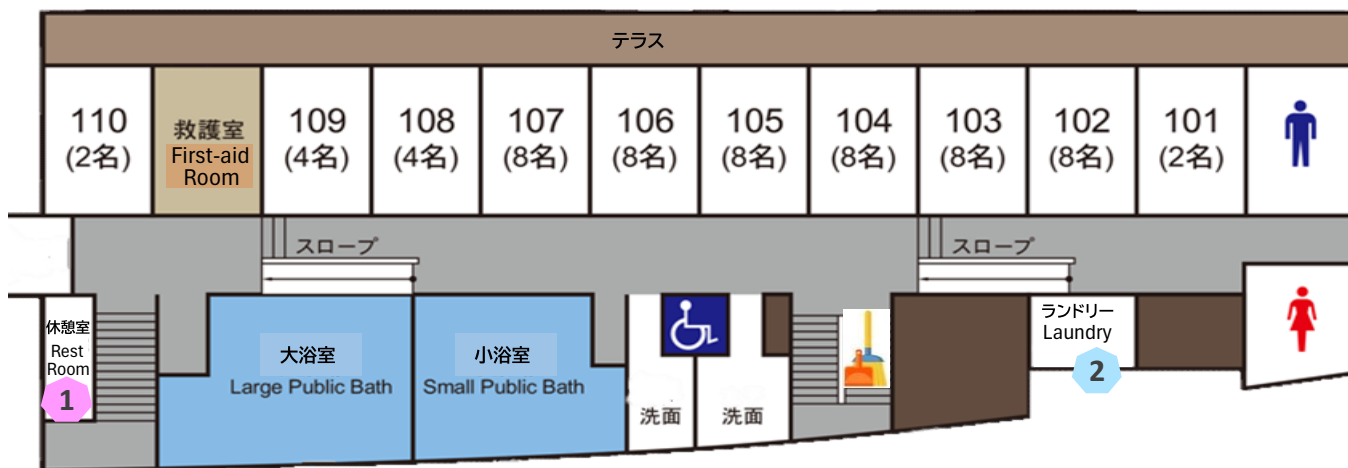 テラス
110
(2名)
救護室
First-aid
Room
109
(4名)
108
(4名)
107
(8名)
106
(8名)
105
(8名)
104
(8名)
103
(8名)
102
(8名)
101
(2名)
スロープ
スロープ
休憩室
Rest
Room
1
大浴室
Large Public Bath
小浴室
Small Public Bath
洗面
洗面
ランドリー
Laundry
2